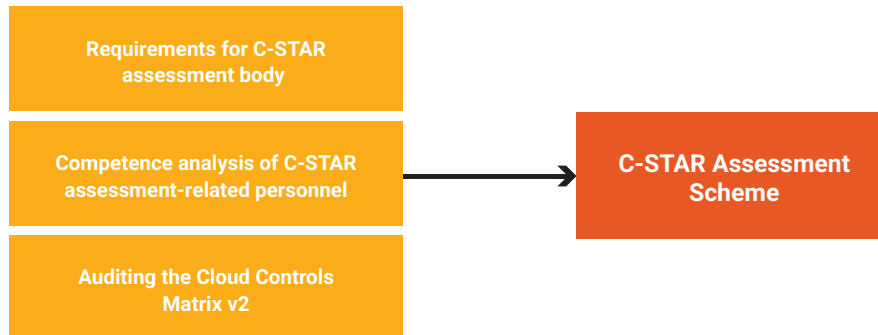 Requirements for C-STAR
assessment body
Competence analysis of C-STAR
assessment-related personnel
Auditing the Cloud Controls
Matrix v2
C-STAR Assessment
Scheme